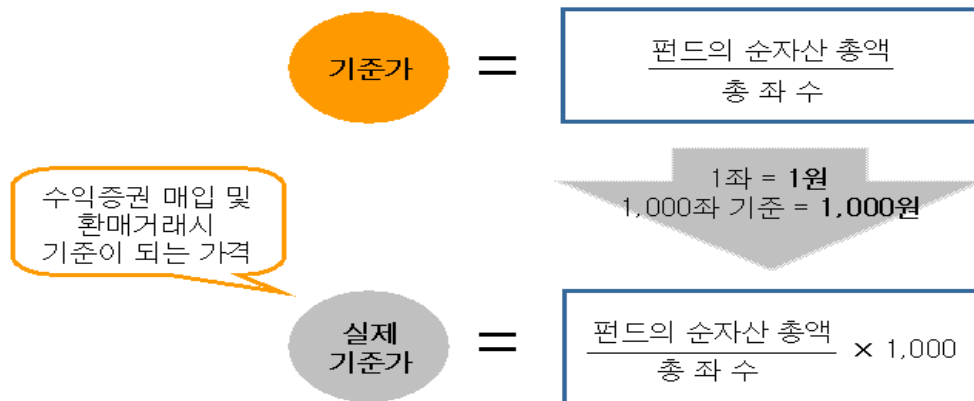 기준가
=
펀드의 순자산 총액
총 좌 수
1좌 = 1원
1,000좌 기준 = 1,000원
수익증권 매입 및
환매거래시
기준이 되는 가격
실제
기준가
=
펀드의 순자산 총액
총 좌 수
× 1,000